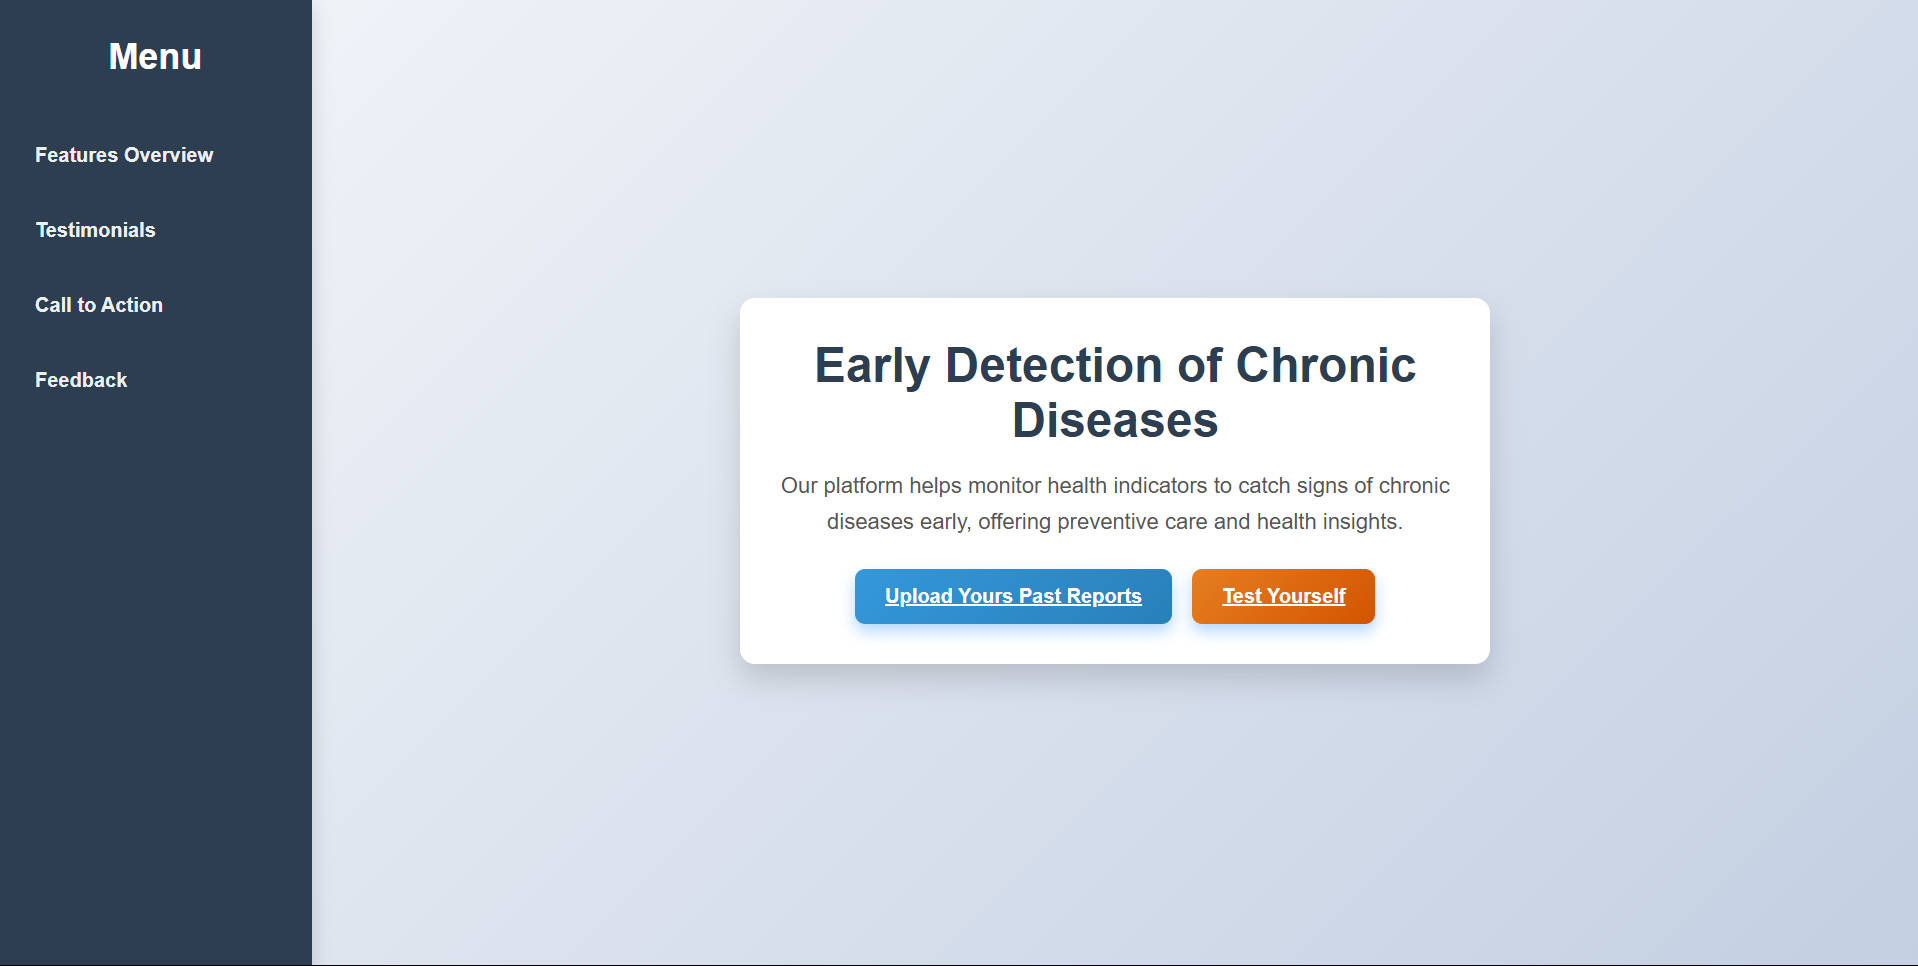 Menu
Features Overview
Testimonials
Call to Action
Feedback
Early Detection of Chronic
Diseases
Our platform helps monitor health indicators to catch signs of chronic
diseases early, offering preventive care and health insights.
Upload Yours Past Reports
Test Yourself